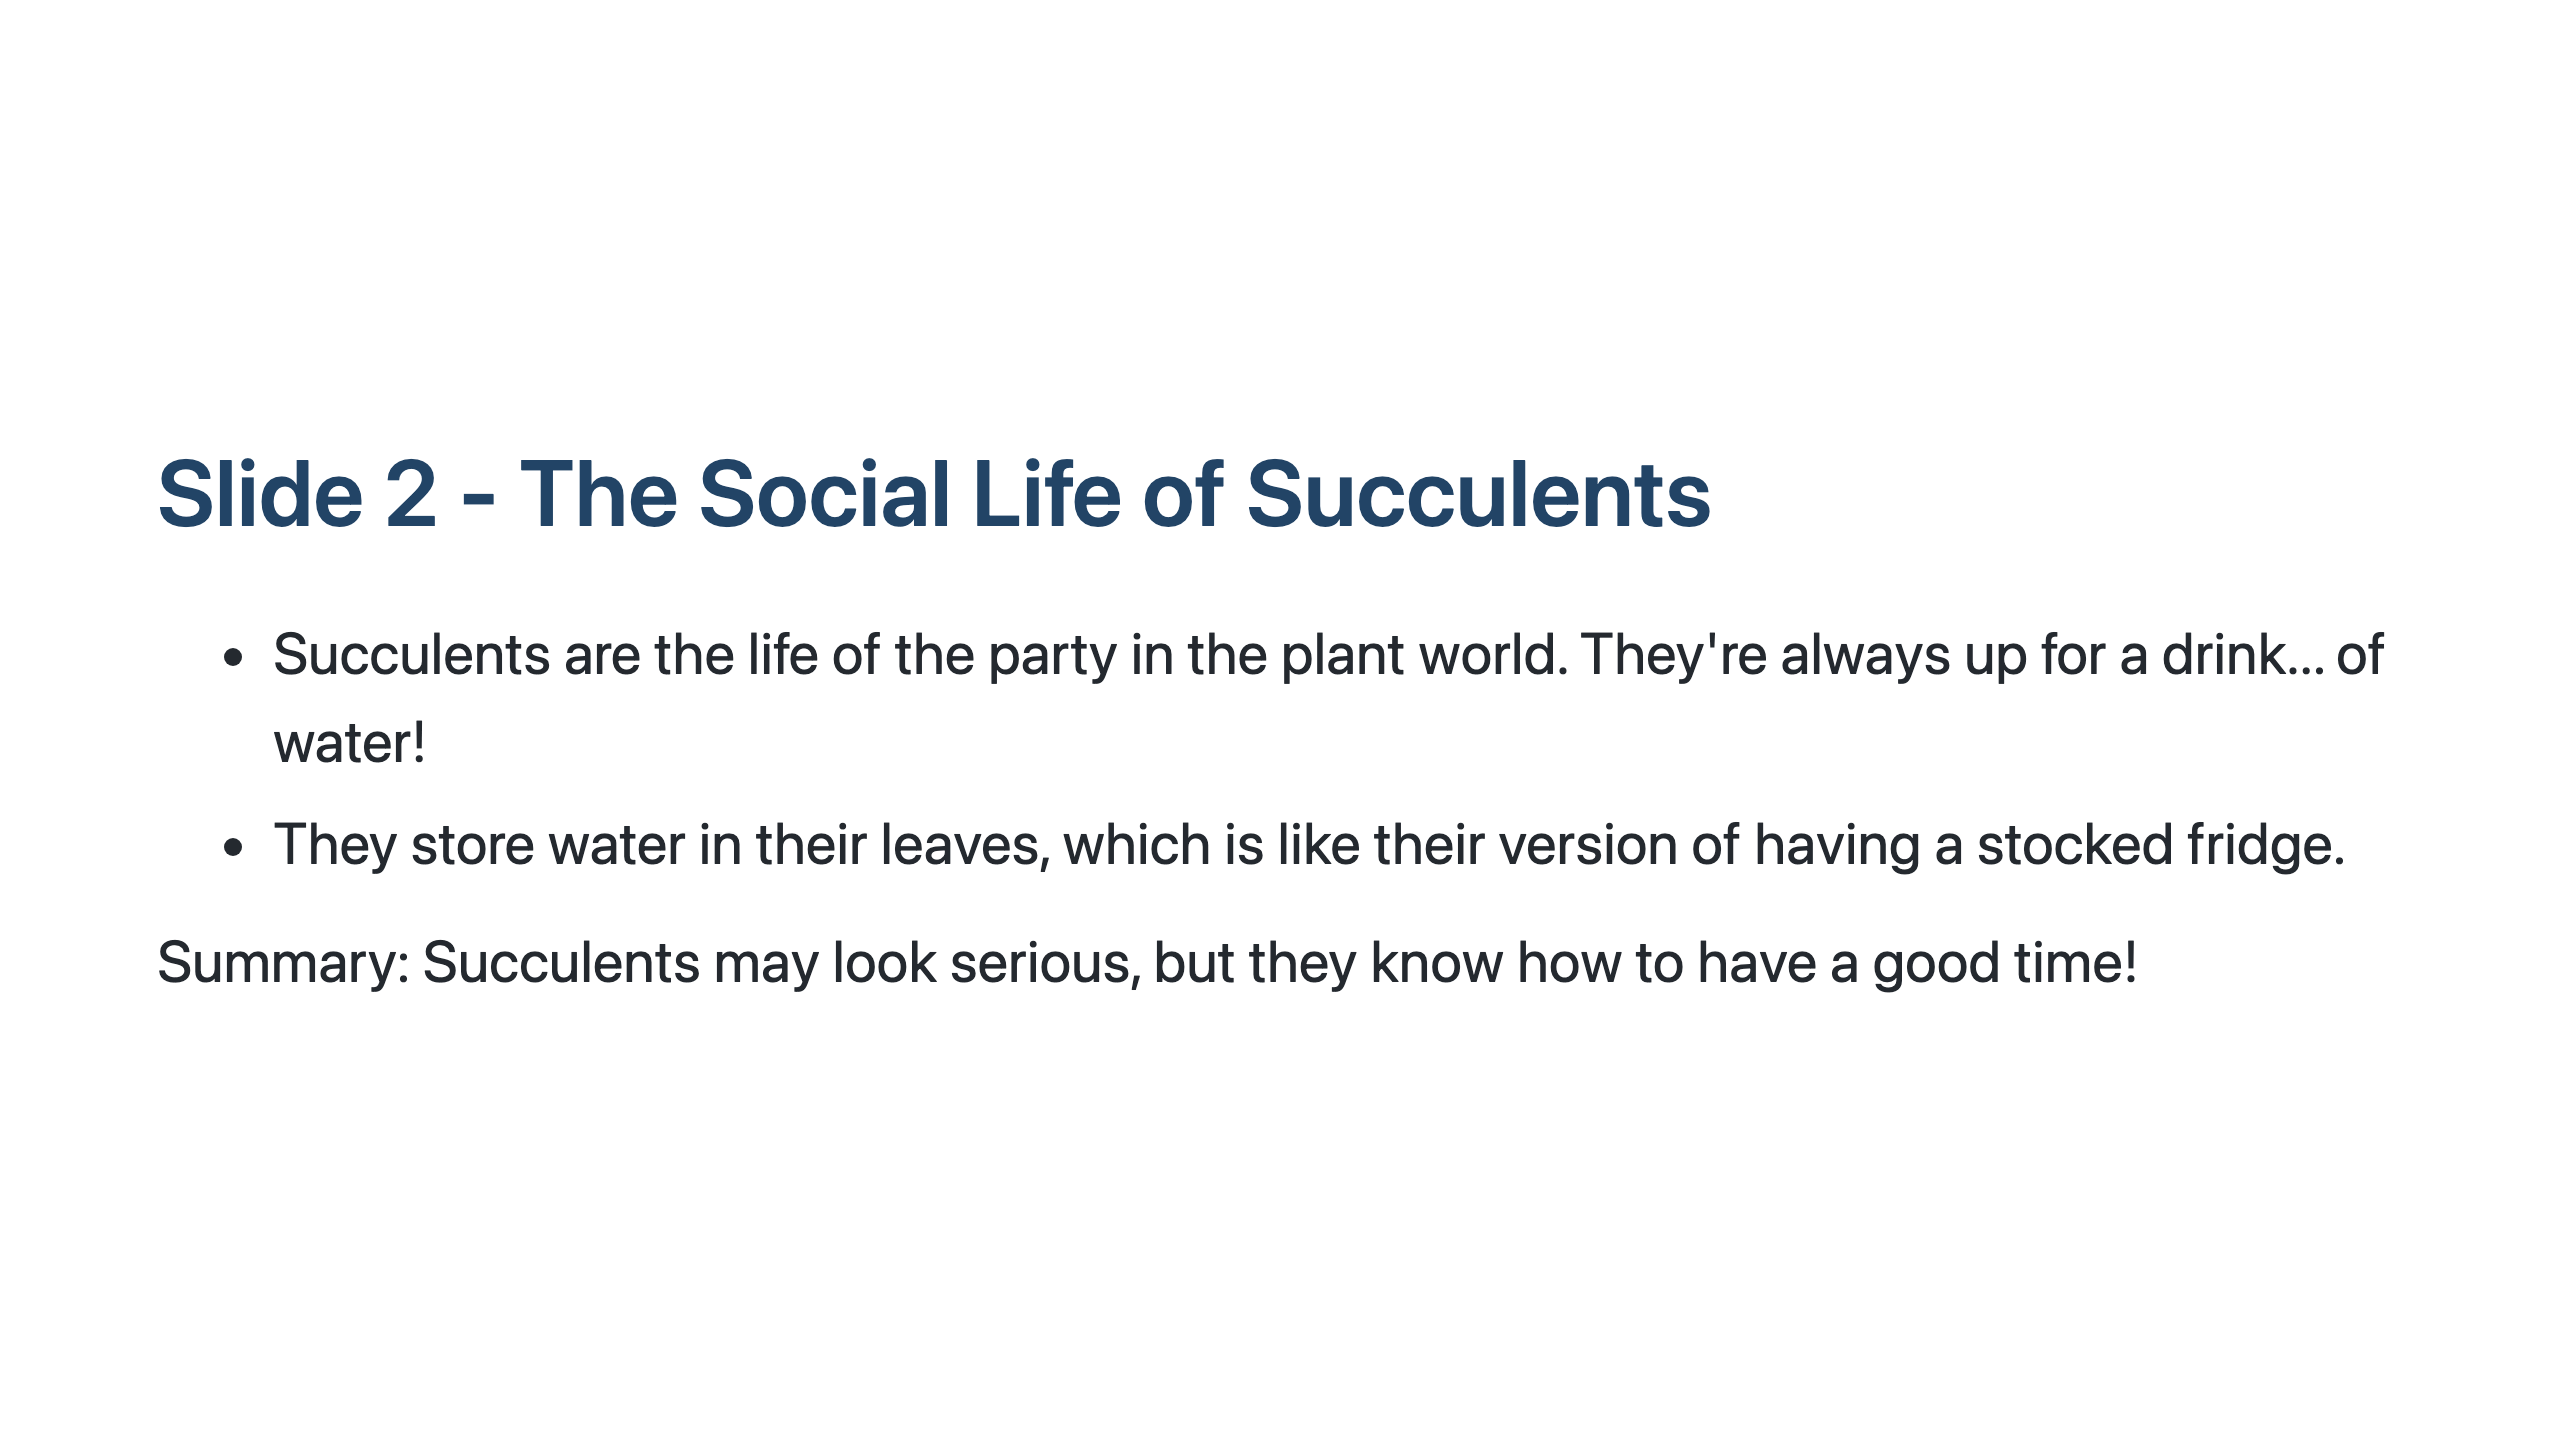 Slide 2 - The Social Life of Succulents
• Succulents are the life of the party in the plant world. They're always up for a drink... of
water!
• They store water in their leaves, which is like their version of having a stocked fridge.
Summary: Succulents may look serious, but they know how to have a good time!